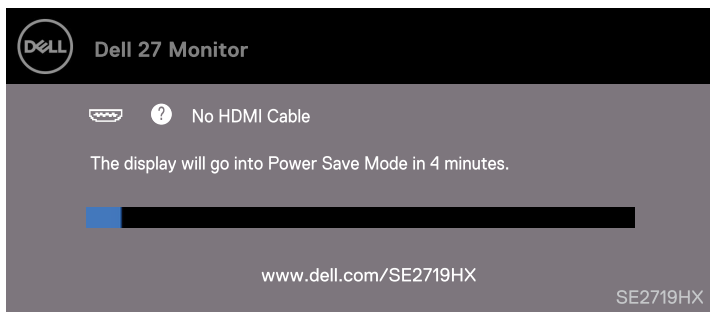 DELL
Dell 27 Monitor
? No HDMI Cable
The display will go into Power Save Mode in 4 minutes.
www.dell.com/SE2719HX
SE2719HX